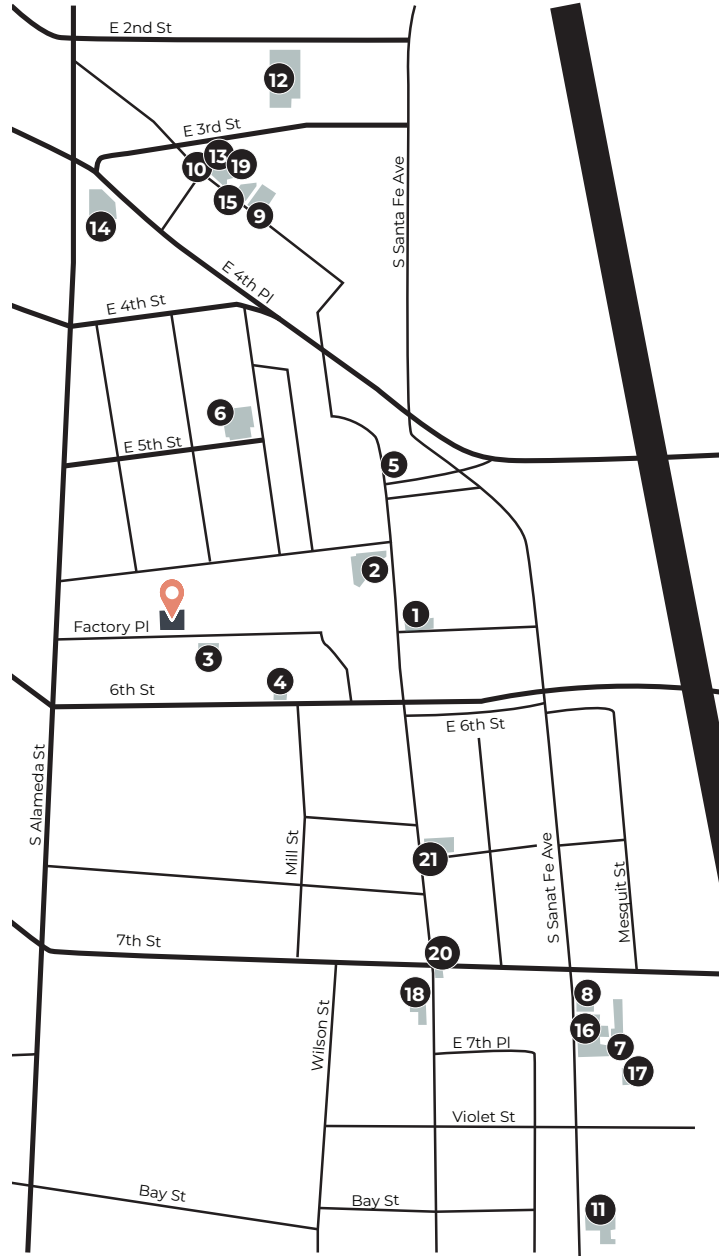 E 2nd St
12
E 3rd St
13
10
19
S Santa Fe Ave
15
9
14
E 4th Pl
E 4th St
6
E 5th St
5
2
1
Factory Pl
3
4
6th St
E 6th St
S Alameda St
Mill St
21
S Sanat Fe Ave
Mesquit St
7th St
20
18
8
Wilson St
16
E 7th Pl
7
17
Violet St
Bay St
Bay St
11